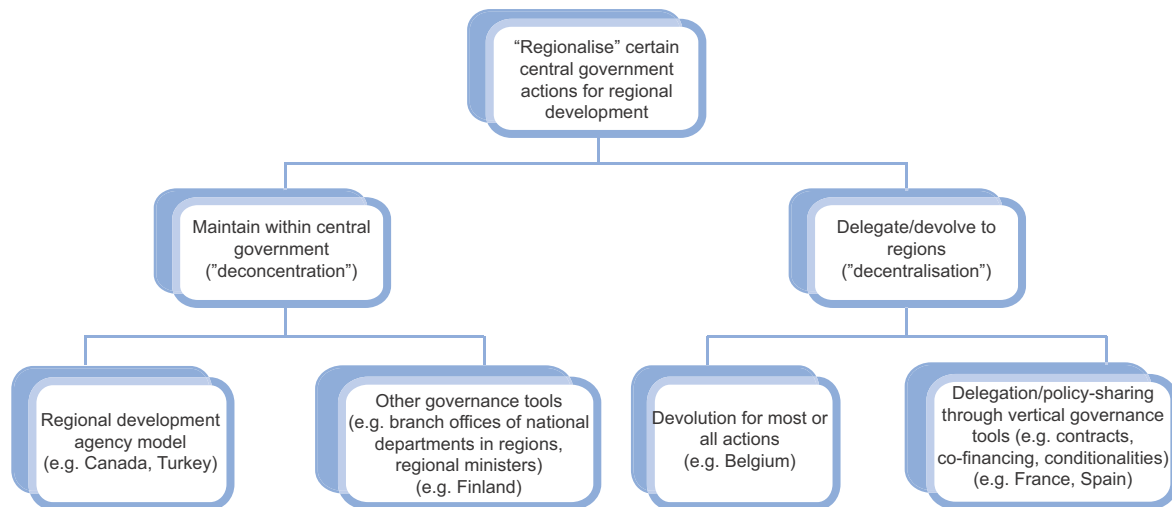 “Regionalise” certain
central government
actions for regional
development
Maintain within central
government
(”deconcentration”)
Delegate/devolve to
regions
(”decentralisation”)
Regional development
agency model
(e.g. Canada, Turkey)
Other governance tools
(e.g. branch offices of national
departments in regions,
regional ministers)
(e.g. Finland)
Devolution for most or
all actions
(e.g. Belgium)
Delegation/policy-sharing
through vertical governance
tools (e.g. contracts,
co-financing, conditionalities)
(e.g. France, Spain)